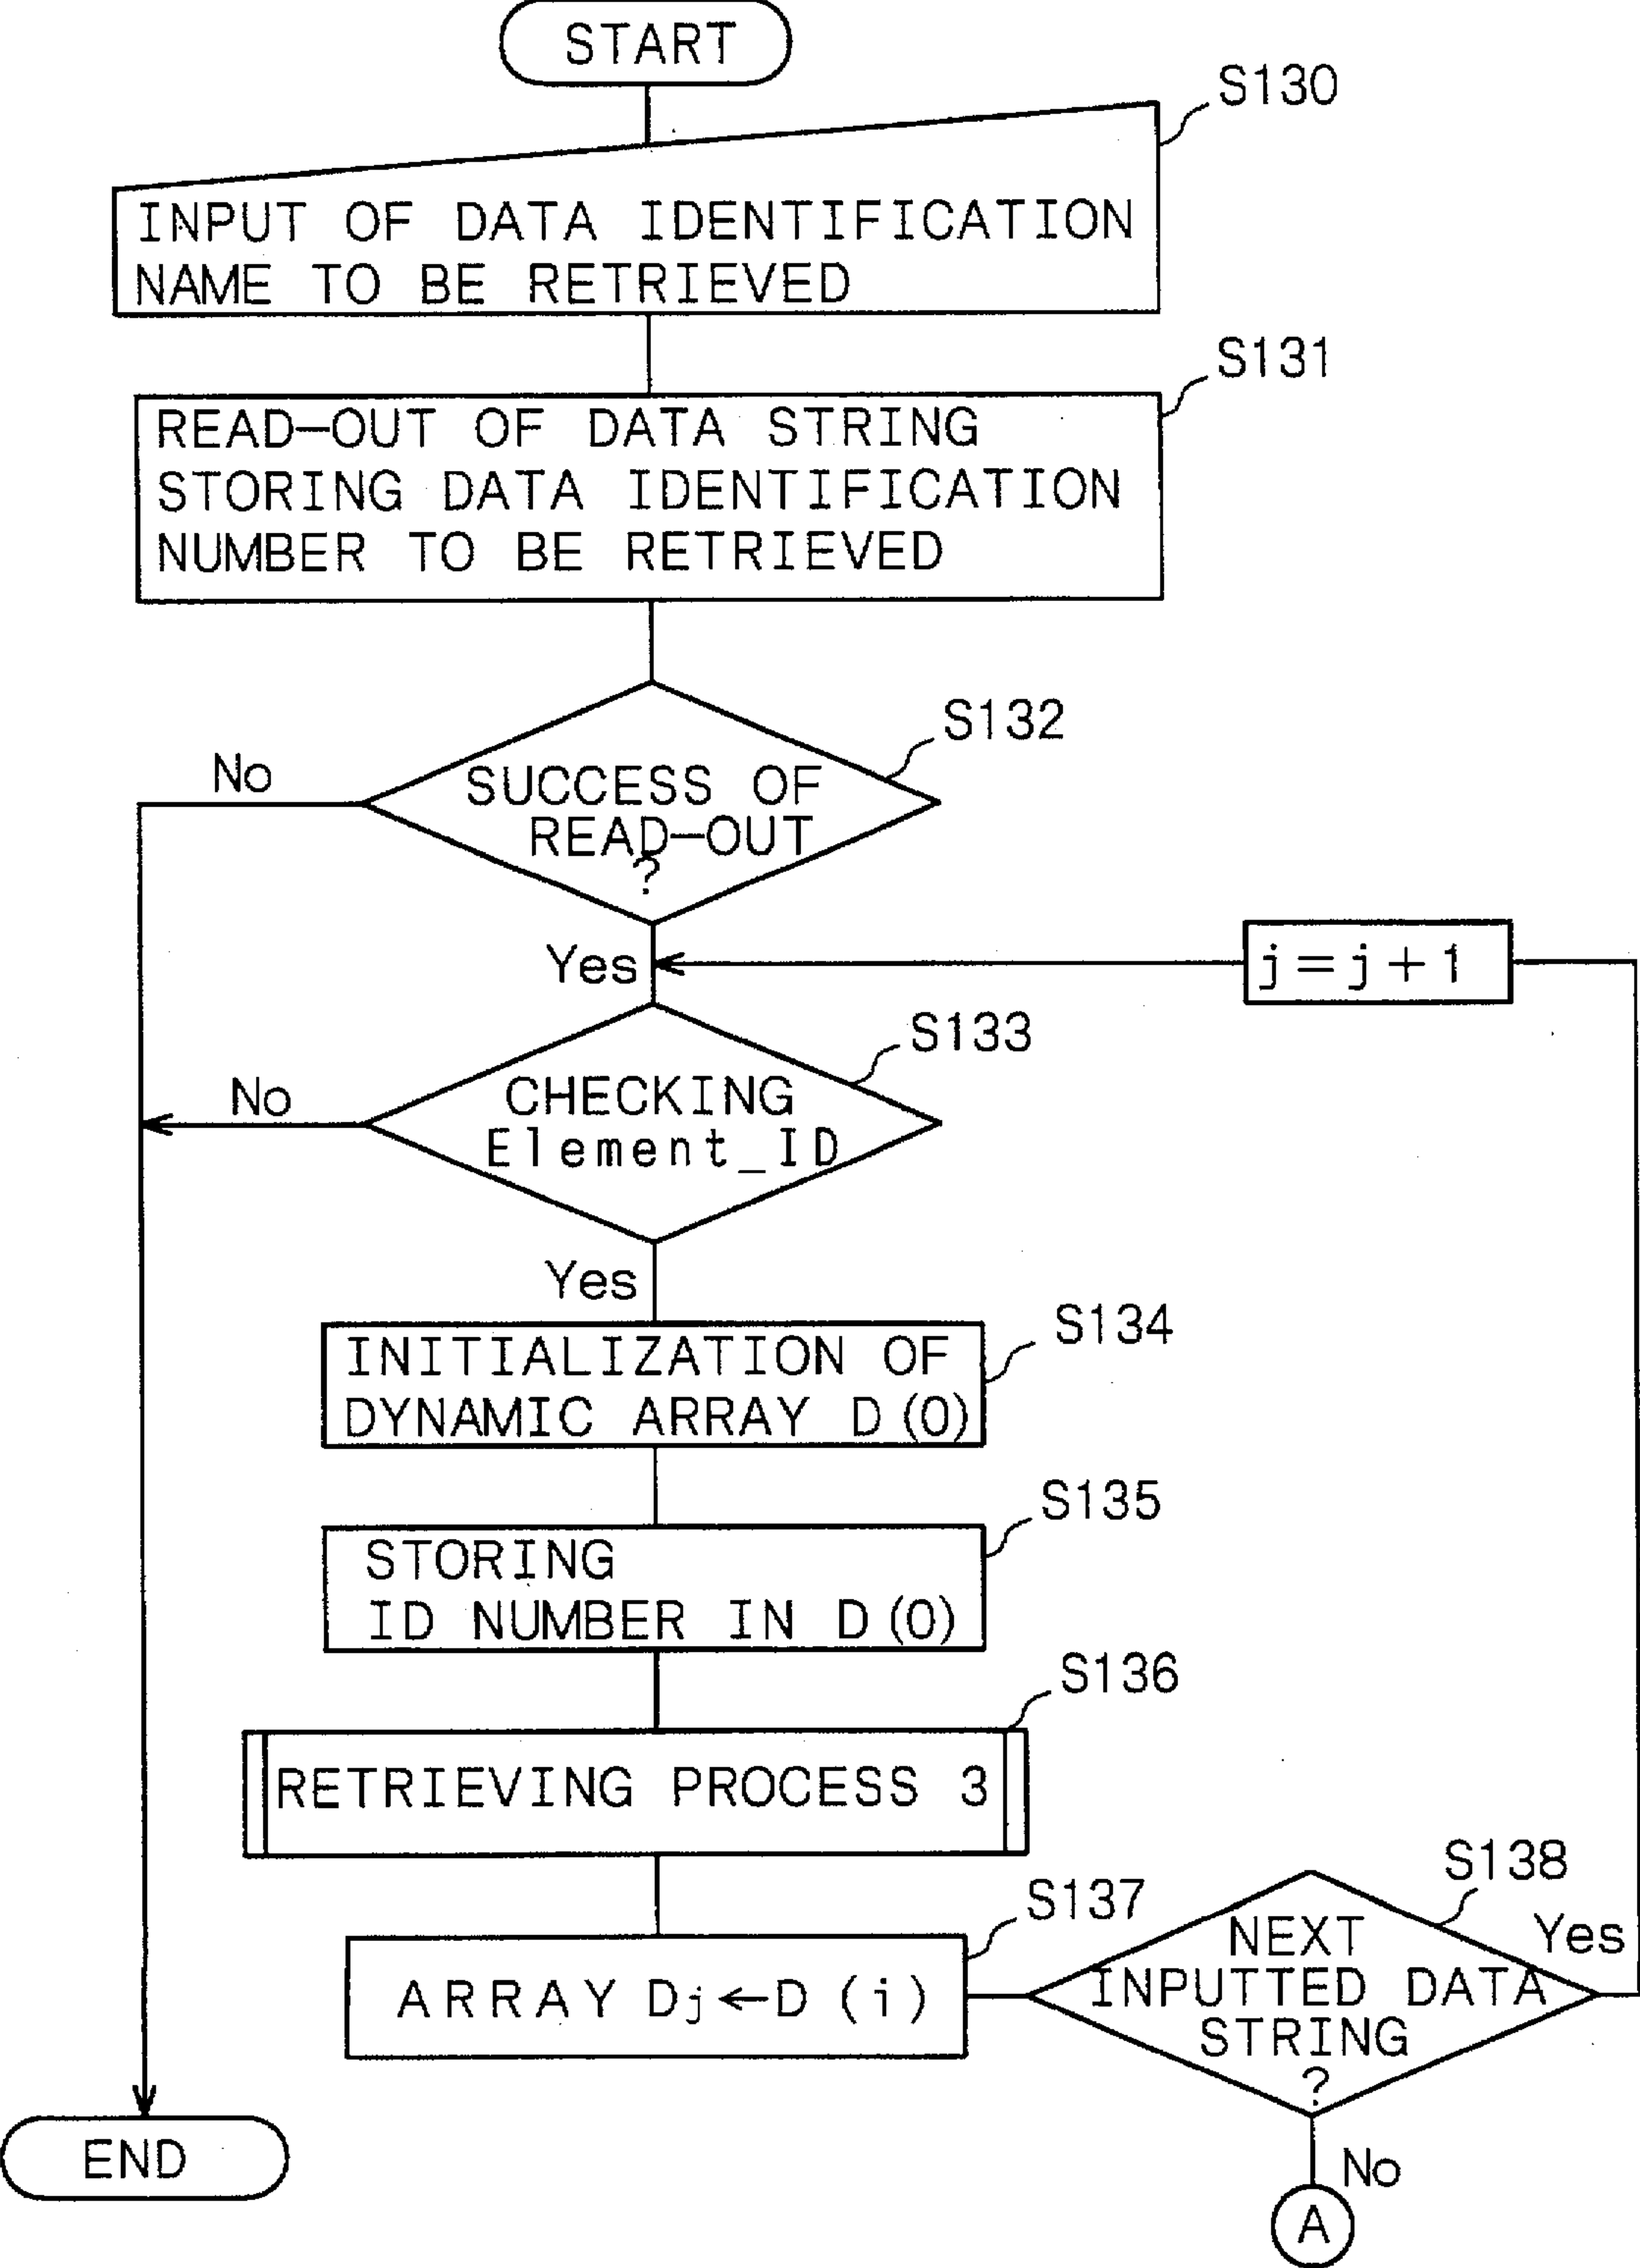 START
S130
INPUT OF DATA IDENTIFICATION
NAME TO BE RETRIEVED
S131
READ-OUT OF DATA STRING
STORING DATA IDENTIFICATION
NUMBER TO BE RETRIEVED
S132
No
SUCCESS OF
READ-OUT
?
Yes
j=j+1
S133
No
CHECKING
Element_ID
Yes
S134
INITIALIZATION OF
DYNAMIC ARRAY D(0)
S135
STORING
ID NUMBER IN D(0)
S136
RETRIEVING PROCESS 3
S137
ARRAY Dj←D(i)
S138
Yes
NEXT
INPUTTED DATA
STRING
?
END
No
A